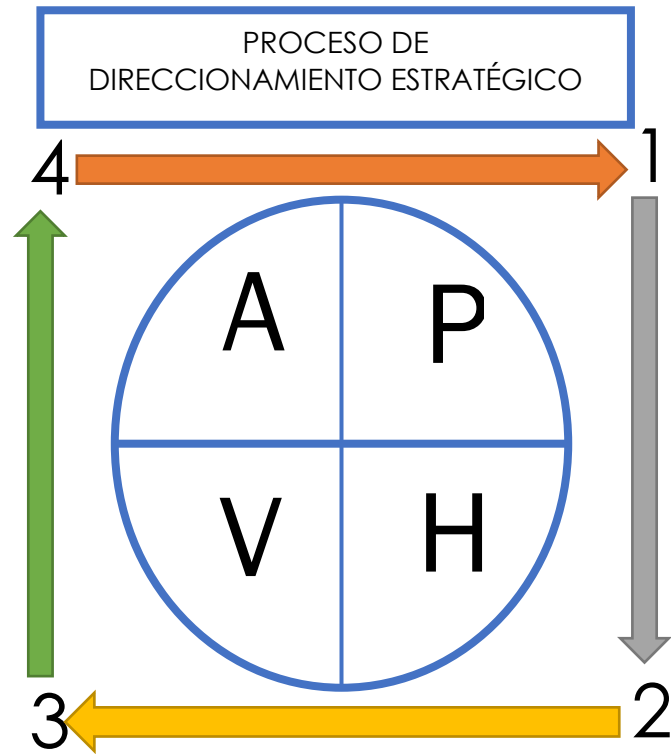 PROCESO DE
DIRECCIONAMIENTO ESTRATÉGICO
4 1
A P
V H
3 2